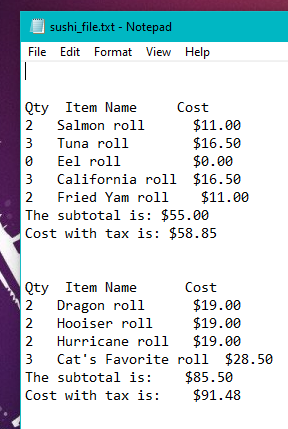 sushi_file.txt - Notepad
File Edit Format View Help
Qty  Item Name     Cost
2   Salmon roll      $11.00
3   Tuna roll        $16.50
0   Eel roll         $0.00
3   California roll  $16.50
2   Fried Yam roll    $11.00
The subtotal is: $55.00
Cost with tax is: $58.85
Qty  Item Name      Cost
2   Dragon roll     $19.00
2   Hooiser roll    $19.00
2   Hurricane roll  $19.00
3   Cat's Favorite roll  $28.50
The subtotal is:    $85.50
Cost with tax is:    $91.48